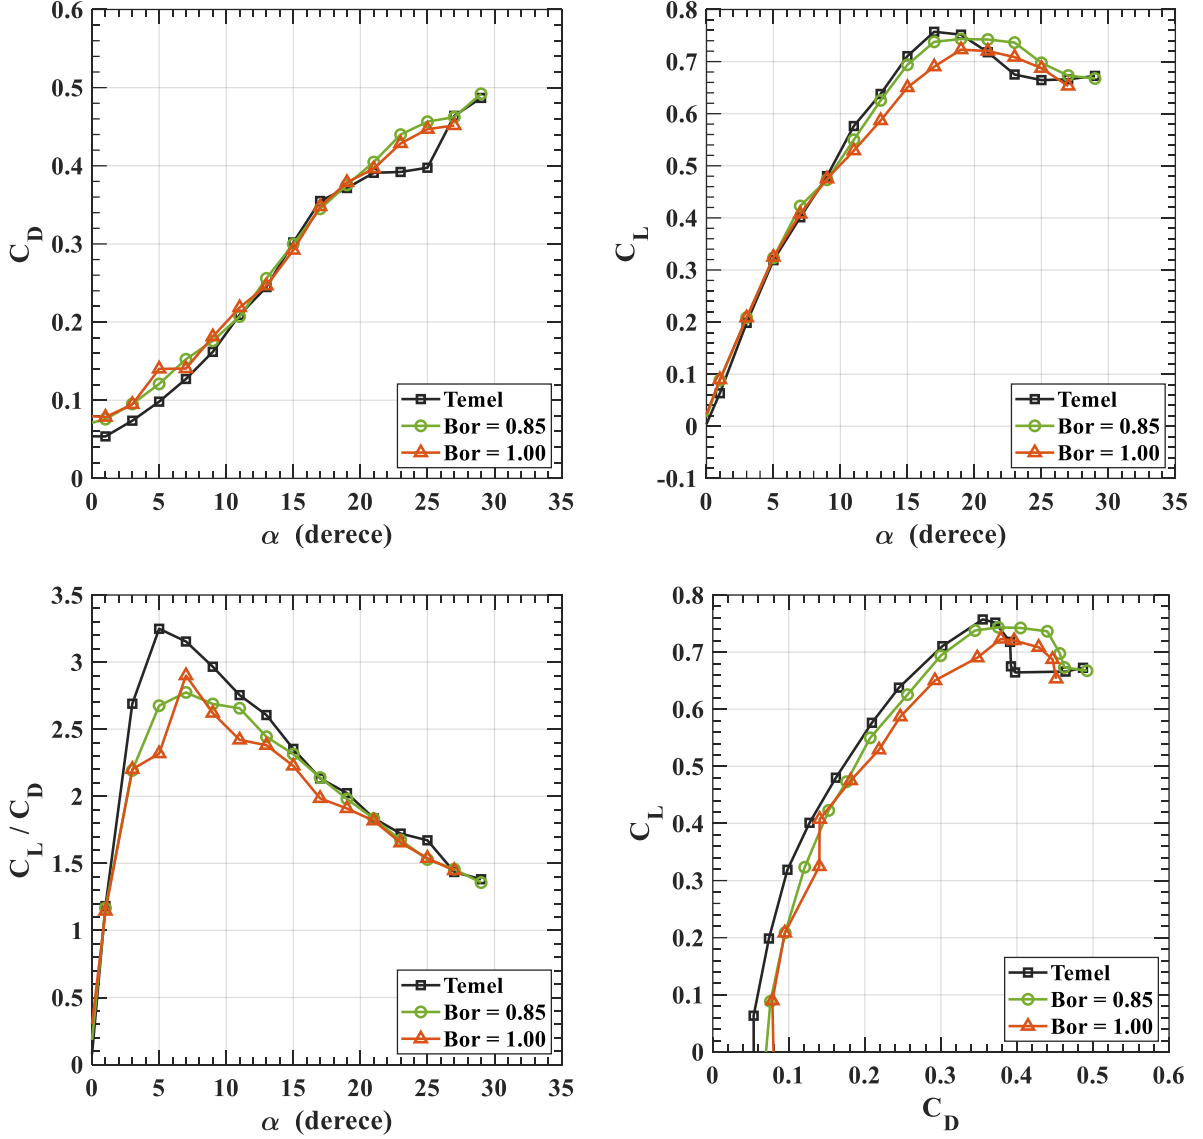 0.6
0.5
0.4
0.3
0.2
0.1
0
C_D
0 5 10 15 20 25 30 35
α (derece)
Temel
Bor = 0.85
Bor = 1.00
0.8
0.7
0.6
0.5
0.4
0.3
0.2
0.1
0
-0.1
C_L
0 5 10 15 20 25 30 35
α (derece)
Temel
Bor = 0.85
Bor = 1.00
3.5
3
2.5
2
1.5
1
0.5
0
C_L / C_D
0 5 10 15 20 25 30 35
α (derece)
Temel
Bor = 0.85
Bor = 1.00
0.8
0.7
0.6
0.5
0.4
0.3
0.2
0.1
0
C_L
0 0.1 0.2 0.3 0.4 0.5 0.6
C_D
Temel
Bor = 0.85
Bor = 1.00